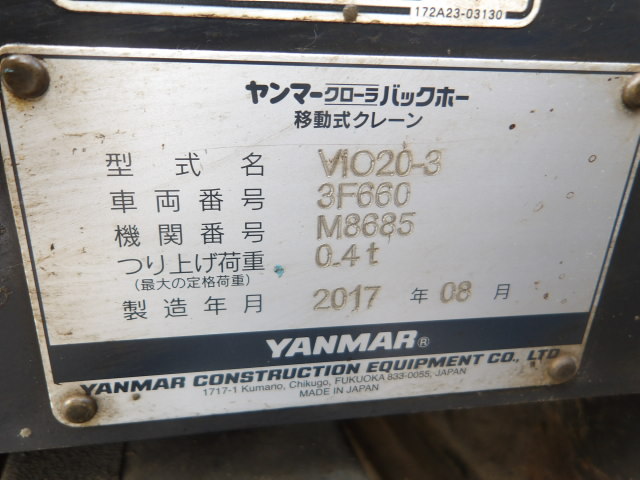 172A23-03130
ヤンマークローラバックホー
移動式クレーン
型式名 ViO20-3
車両番号 3F660
機関番号 M8685
つり上げ荷重 0.4t
(最大の定格荷重)
製造年月 2017 年 08 月
YANMAR®
YANMAR CONSTRUCTION EQUIPMENT CO., LTD
1717-1 Kumano, Chikugo, FUKUOKA 833-0055, JAPAN
MADE IN JAPAN